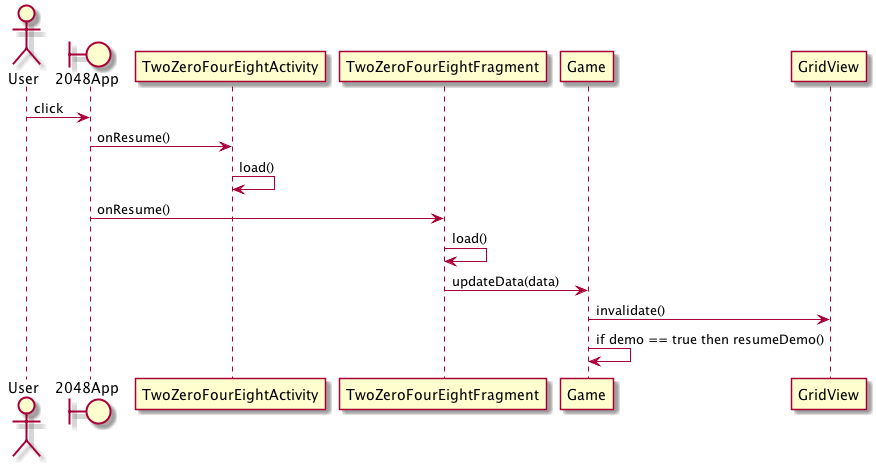 User
2048App
TwoZeroFourEightActivity
TwoZeroFourEightFragment
Game
GridView
click
onResume()
load()
onResume()
load()
updateData(data)
invalidate()
if demo == true then resumeDemo()
User
2048App
TwoZeroFourEightActivity
TwoZeroFourEightFragment
Game
GridView